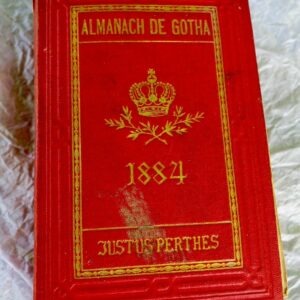 ALMANACH DE GOTHA
1884
JUSTUS PERTHES